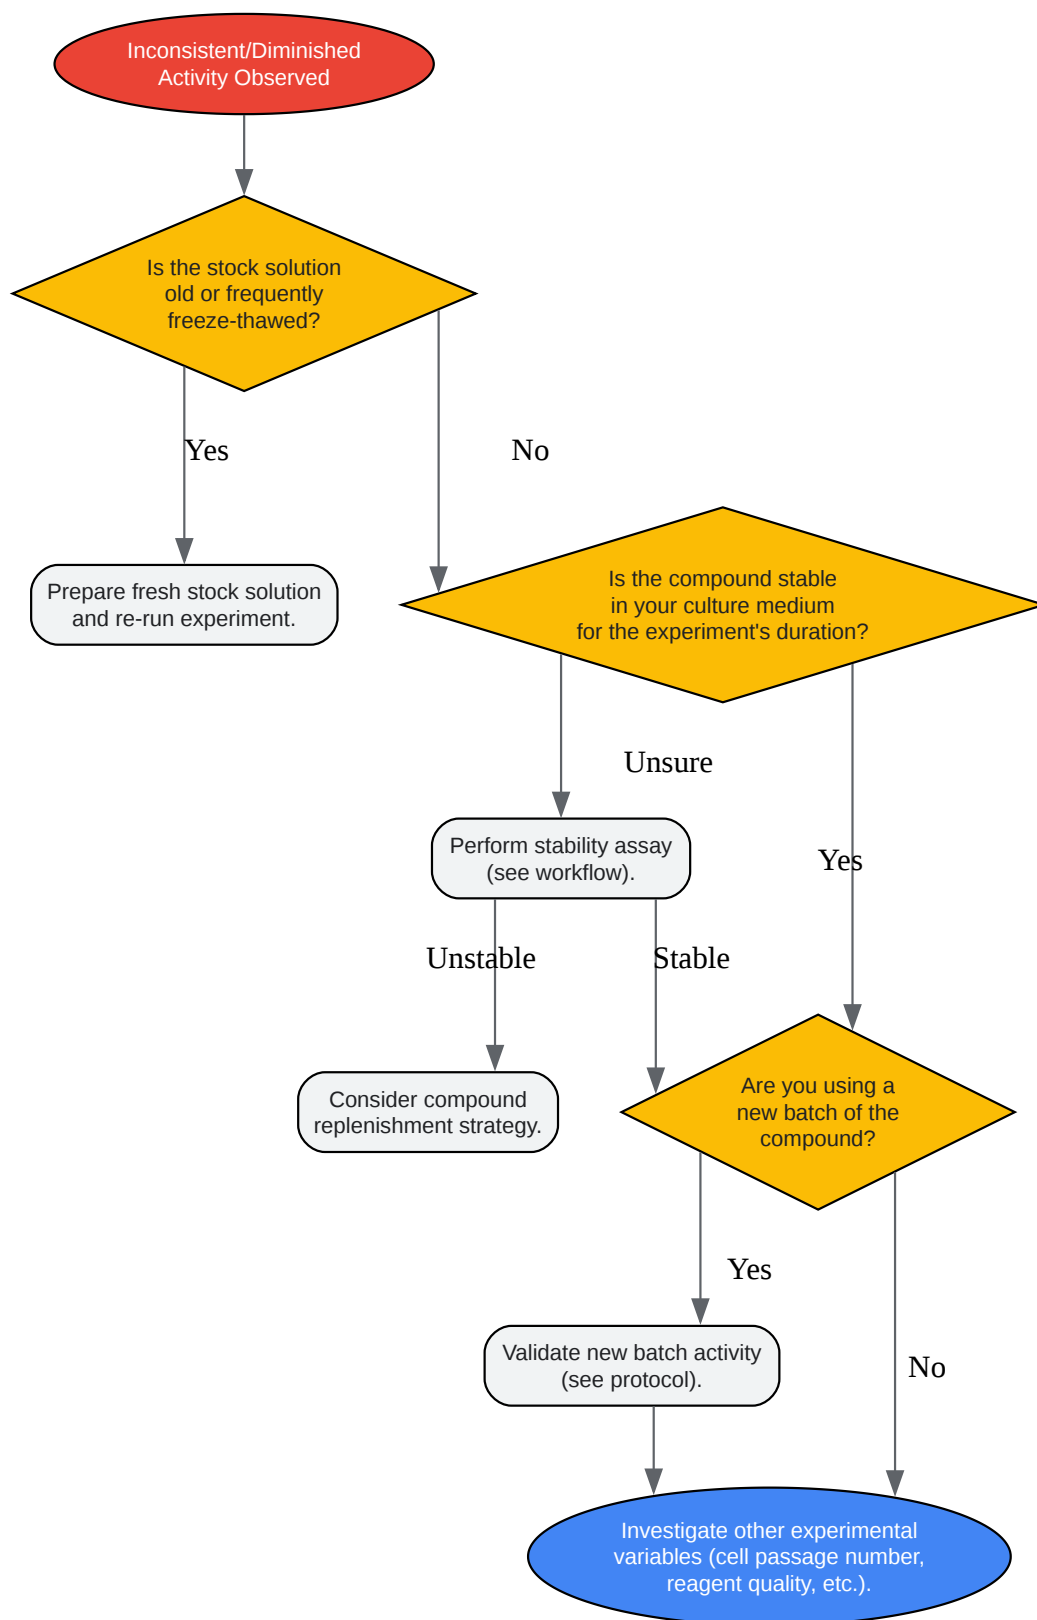 Inconsistent/Diminished
Activity Observed
Is the stock solution
old or frequently
freeze-thawed?
Yes
No
Prepare fresh stock solution
and re-run experiment.
Is the compound stable
in your culture medium
for the experiment's duration?
Unsure
Yes
Perform stability assay
(see workflow).
Unstable
Stable
Consider compound
replenishment strategy.
Are you using a
new batch of the
compound?
Yes
No
Validate new batch activity
(see protocol).
Investigate other experimental
variables (cell passage number,
reagent quality, etc.).